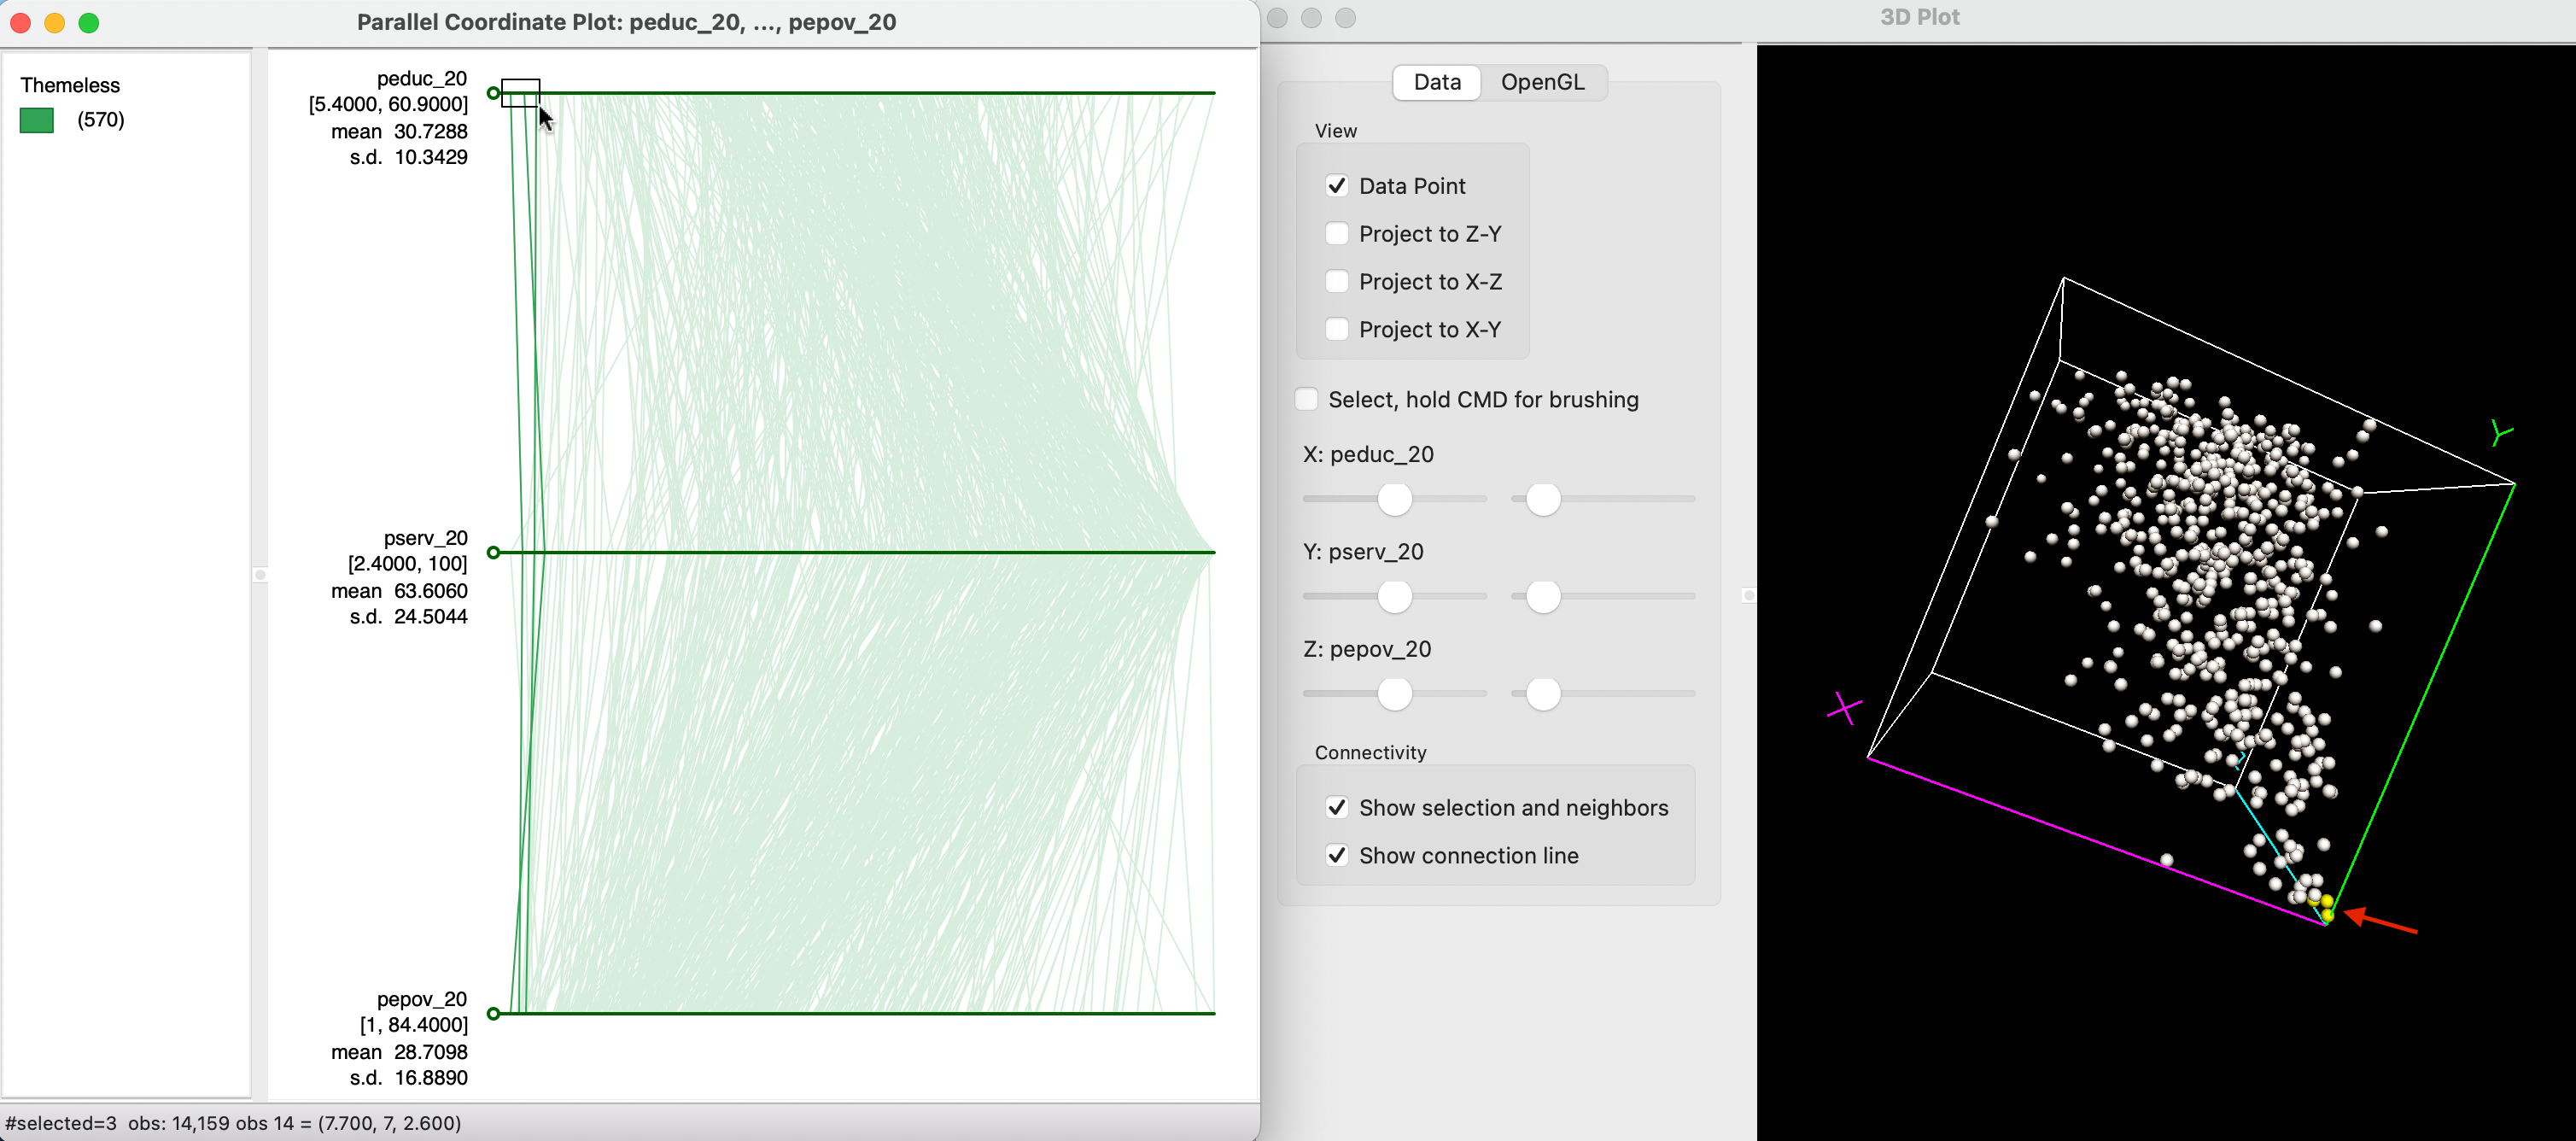 Parallel Coordinate Plot: peduc_20, ..., pepov_20
Themeless
(570)
peduc_20
[5.4000, 60.9000]
mean 30.7288
s.d. 10.3429
pserv_20
[2.4000, 100]
mean 63.6060
s.d. 24.5044
pepov_20
[1, 84.4000]
mean 28.7098
s.d. 16.8890
#selected=3 obs: 14,159 obs 14 = (7.700, 7, 2.600)
3D Plot
Data OpenGL
View
Data Point
Project to Z-Y
Project to X-Z
Project to X-Y
Select, hold CMD for brushing
X: peduc_20
Y: pserv_20
Z: pepov_20
Connectivity
Show selection and neighbors
Show connection line
Y
X
Z